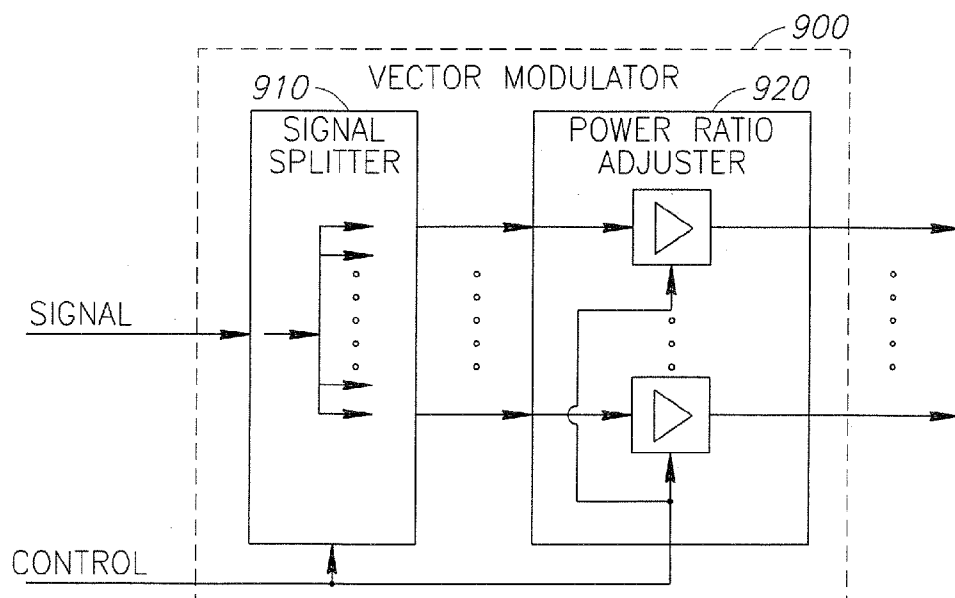 900
VECTOR MODULATOR
910
920
SIGNAL
SPLITTER
POWER RATIO
ADJUSTER
SIGNAL
CONTROL